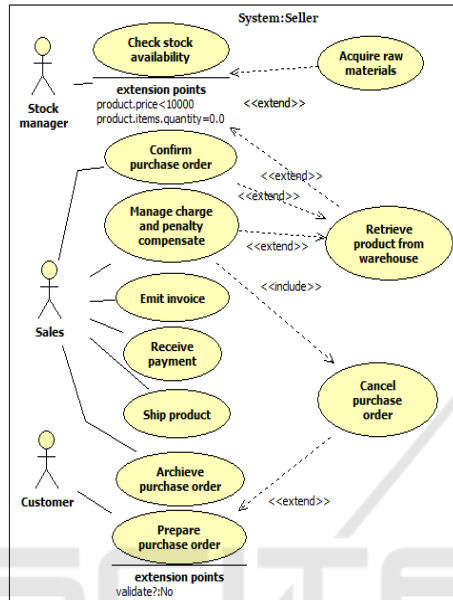 System:Seller
Check stock
availability
Acquire raw
materials
Stock
manager
extension points
product.price<10000
product.items.quantity=0.0
<<extend>>
Confirm
purchase order
<<extend>>
<<extend>>
Manage charge
and penalty
compensate
<<extend>>
Retrieve
product from
warehouse
Sales
Emit invoice
<<include>>
Receive
payment
Ship product
Cancel
purchase
order
Customer
Archieve
purchase order
<<extend>>
Prepare
purchase order
extension points
validate?:No
SCITE